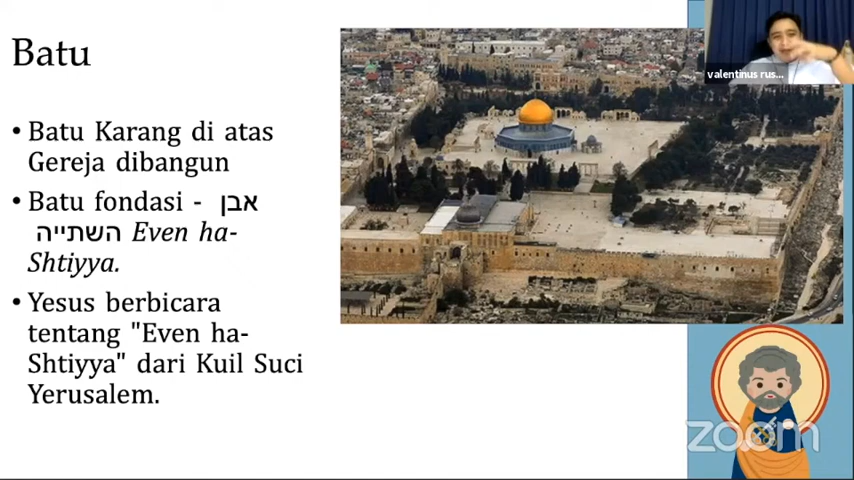 Batu
• Batu Karang di atas
Gereja dibangun
• Batu fondasi - אבן
השתייה Even ha-
Shtiyya.
• Yesus berbicara
tentang "Even ha-
Shtiyya" dari Kuil Suci
Yerusalem.
valentinus rus...
zoom